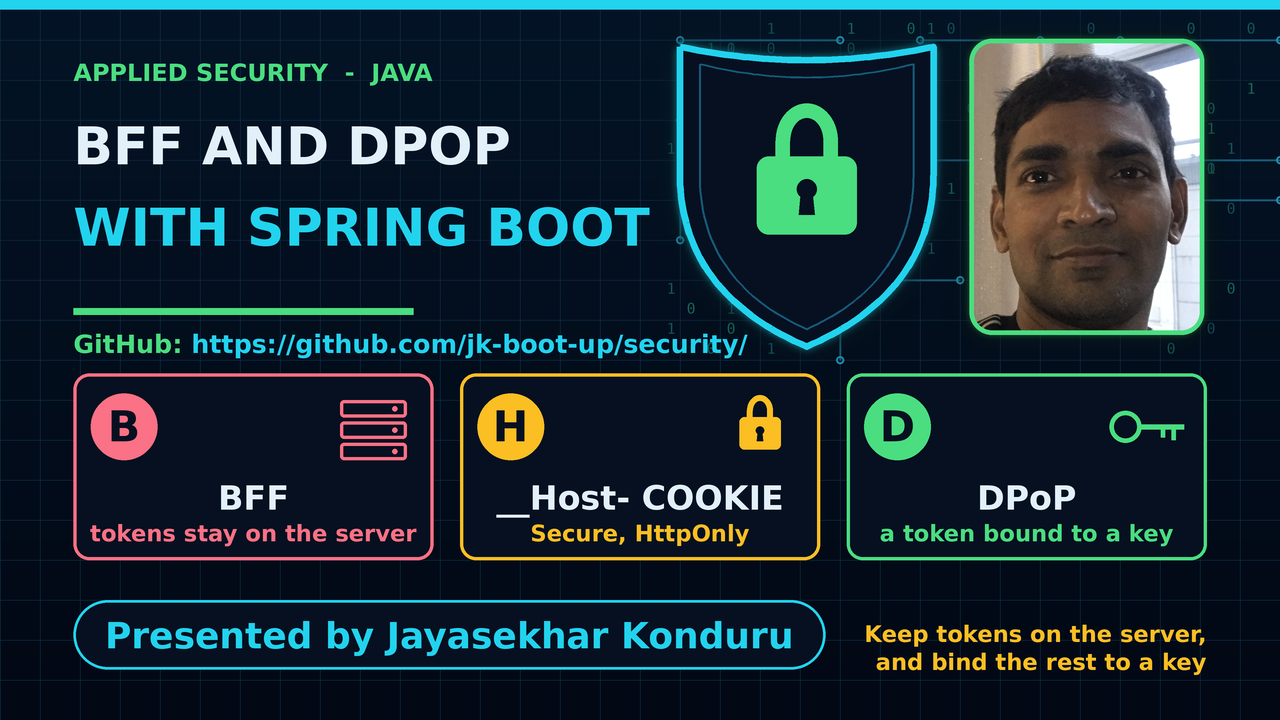 APPLIED SECURITY - JAVA
BFF AND DPOP
WITH SPRING BOOT
GitHub: https://github.com/jk-boot-up/security/
B
BFF
tokens stay on the server
H
__Host- COOKIE
Secure, HttpOnly
D
DPoP
a token bound to a key
Presented by Jayasekhar Konduru
Keep tokens on the server,
and bind the rest to a key